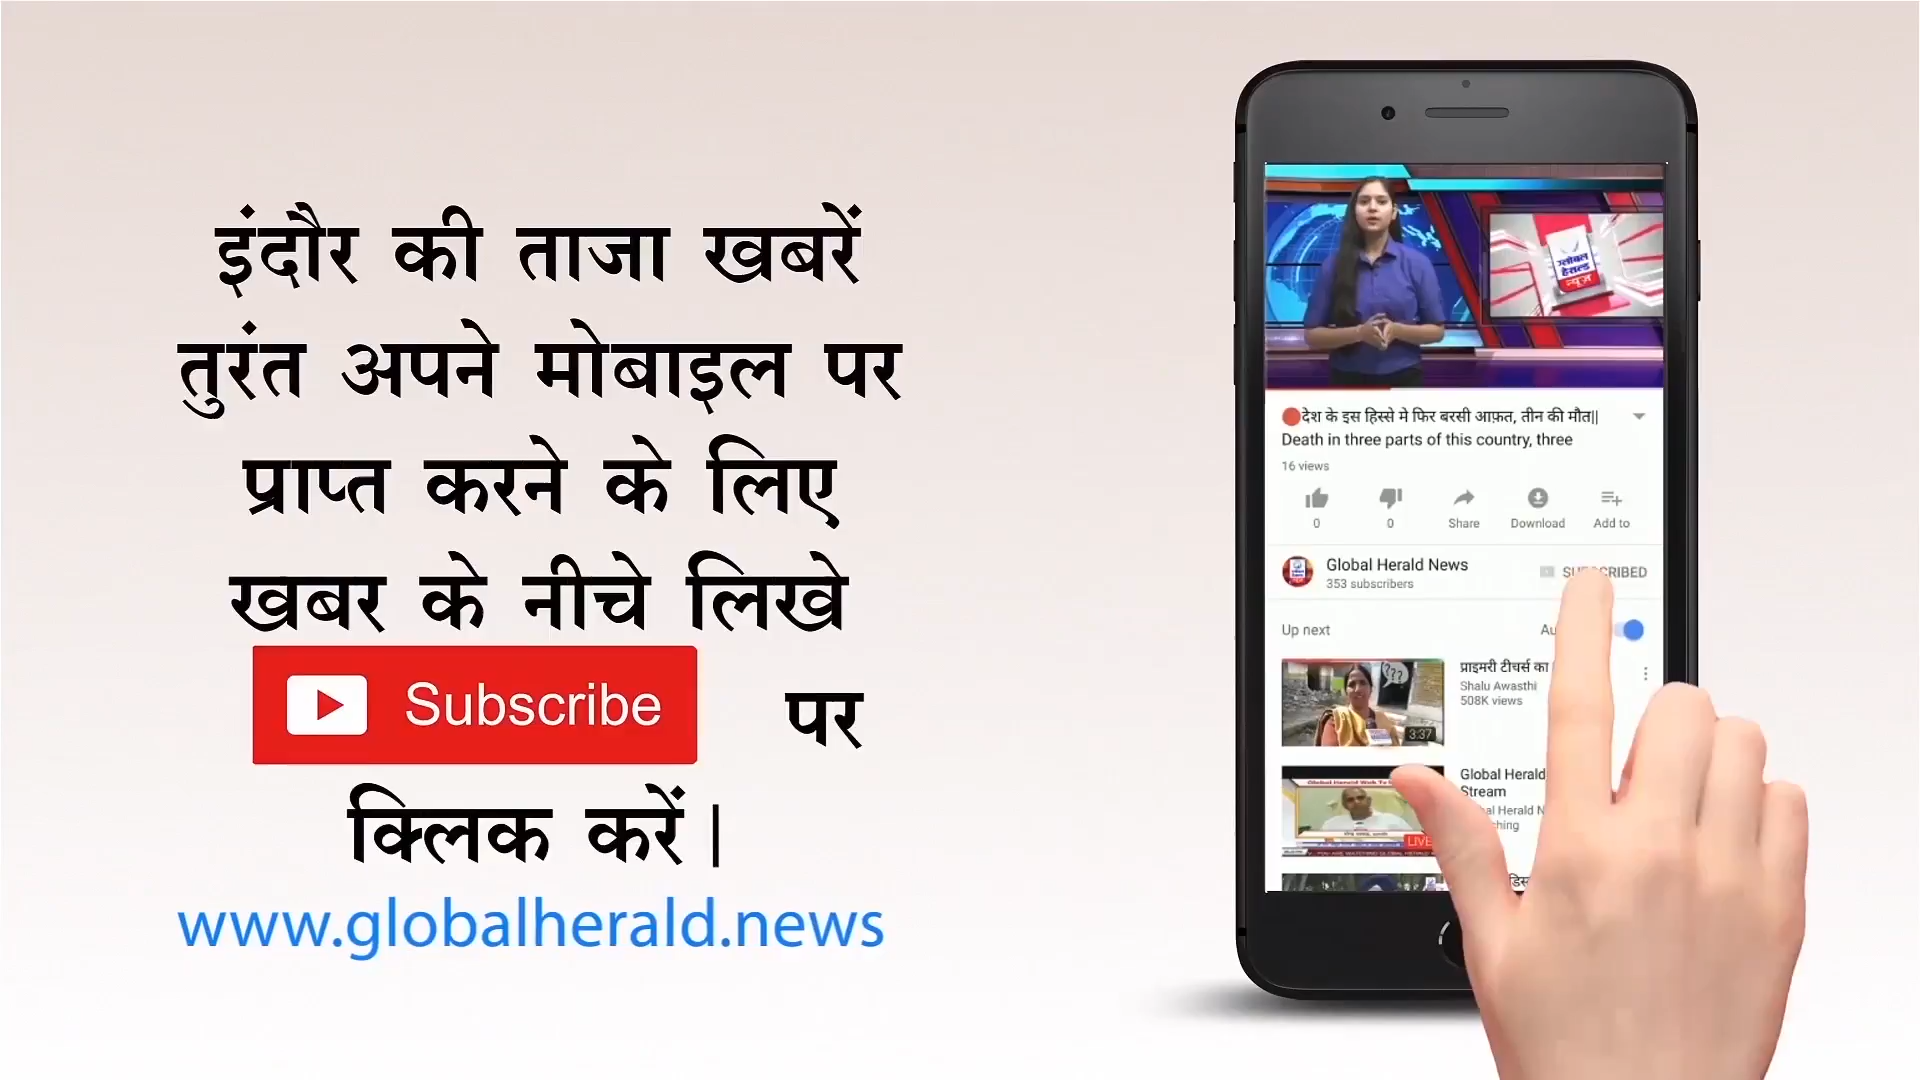 इंदौर की ताजा खबरें
तुरंत अपने मोबाइल पर
प्राप्त करने के लिए
खबर के नीचे लिखे
Subscribe पर
क्लिक करें|
www.globalherald.news
ग्लोबल
हेराल्ड
न्यूज़
देश के इस हिस्से मे फिर बरसी आफ़त, तीन की मौत||
Death in three parts of this country, three
16 views
0
0
Share
Download
Add to
Global Herald News
353 subscribers
SUBSCRIBED
Up next
???
3:37
प्राइमरी टीचर्स का
Shalu Awasthi
508K views
LIVE
Global Herald
Stream